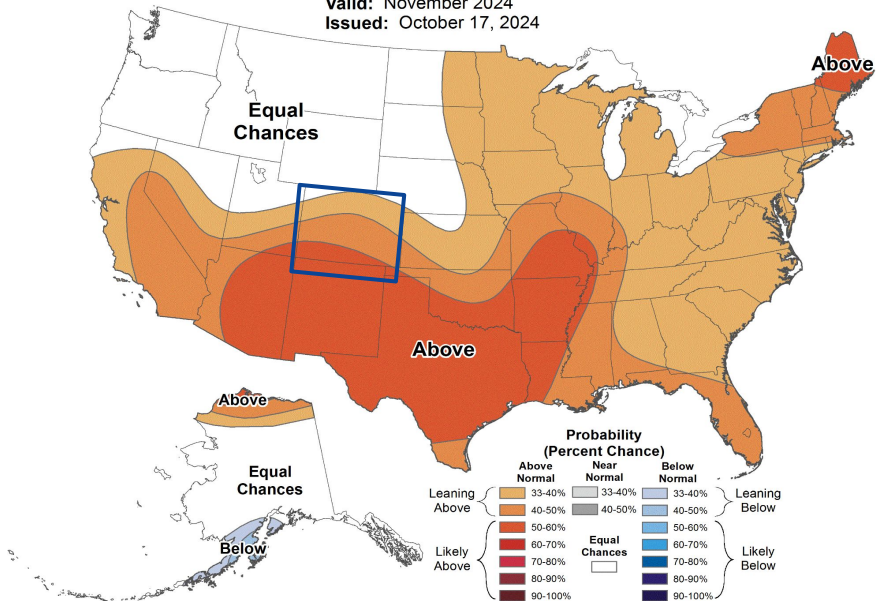 Valid: November 2024
Issued: October 17, 2024
Above
Equal
Chances
Above
Above
Equal
Chances
Below
Probability
(Percent Chance)
Above
Normal
Near
Normal
Below
Normal
Leaning
Above
33-40%
40-50%
33-40%
40-50%
33-40%
40-50%
Leaning
Below
Likely
Above
50-60%
60-70%
70-80%
80-90%
90-100%
Equal
Chances
50-60%
60-70%
70-80%
80-90%
90-100%
Likely
Below